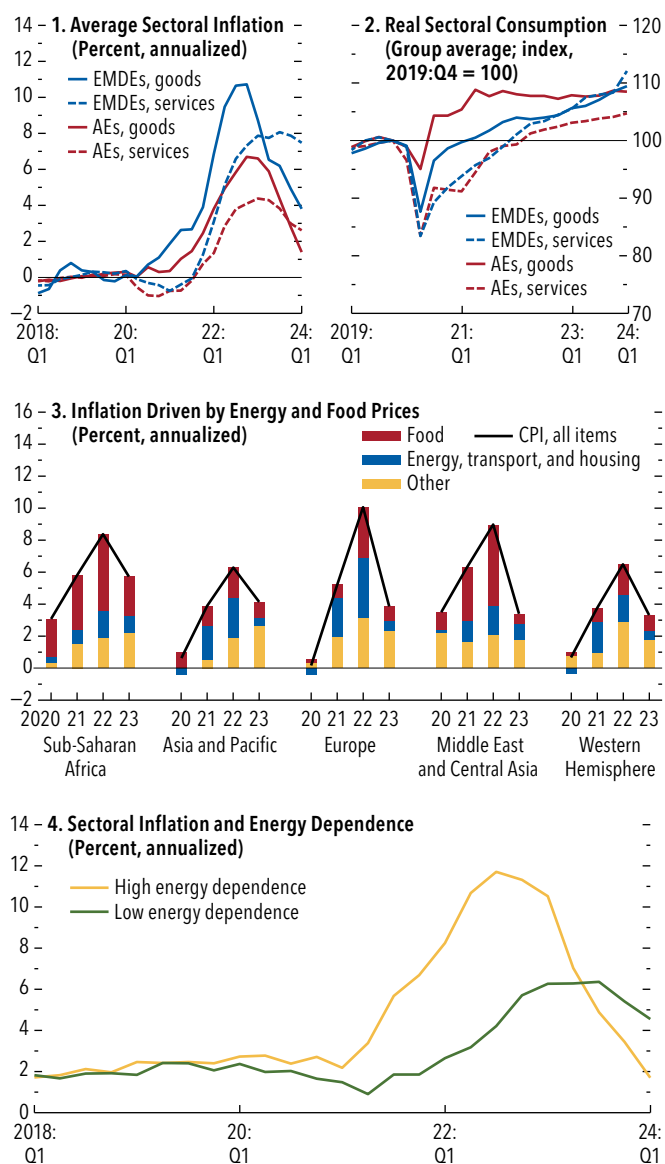 1. Average Sectoral Inflation
(Percent, annualized)
14
12
10
8
6
4
2
0
−2
EMDEs, goods
EMDEs, services
AEs, goods
AEs, services
2018: 20: 22: 24:
Q1 Q1 Q1 Q1
2. Real Sectoral Consumption
(Group average; index,
2019:Q4 = 100)
120
110
100
90
80
70
EMDEs, goods
EMDEs, services
AEs, goods
AEs, services
2019: 21: 23: 24:
Q1 Q1 Q1 Q1
3. Inflation Driven by Energy and Food Prices
(Percent, annualized)
16
14
12
10
8
6
4
2
0
−2
Food CPI, all items
Energy, transport, and housing
Other
2020 21 22 23 20 21 22 23 20 21 22 23 20 21 22 23 20 21 22 23
Sub-Saharan Asia and Pacific Europe Middle East Western
Africa and Central Asia Hemisphere
4. Sectoral Inflation and Energy Dependence
(Percent, annualized)
14
12
10
8
6
4
2
0
High energy dependence
Low energy dependence
2018: 20: 22: 24:
Q1 Q1 Q1 Q1